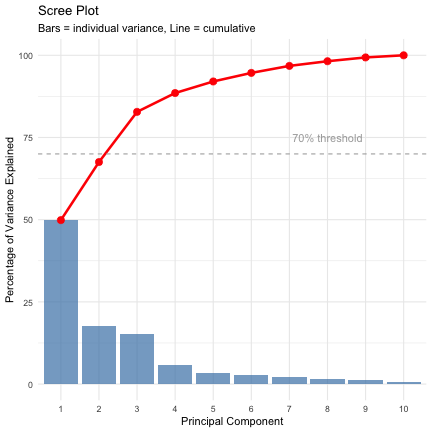 Scree Plot
Bars = individual variance, Line = cumulative
Percentage of Variance Explained
100
75
50
25
0
70% threshold
1 2 3 4 5 6 7 8 9 10
Principal Component